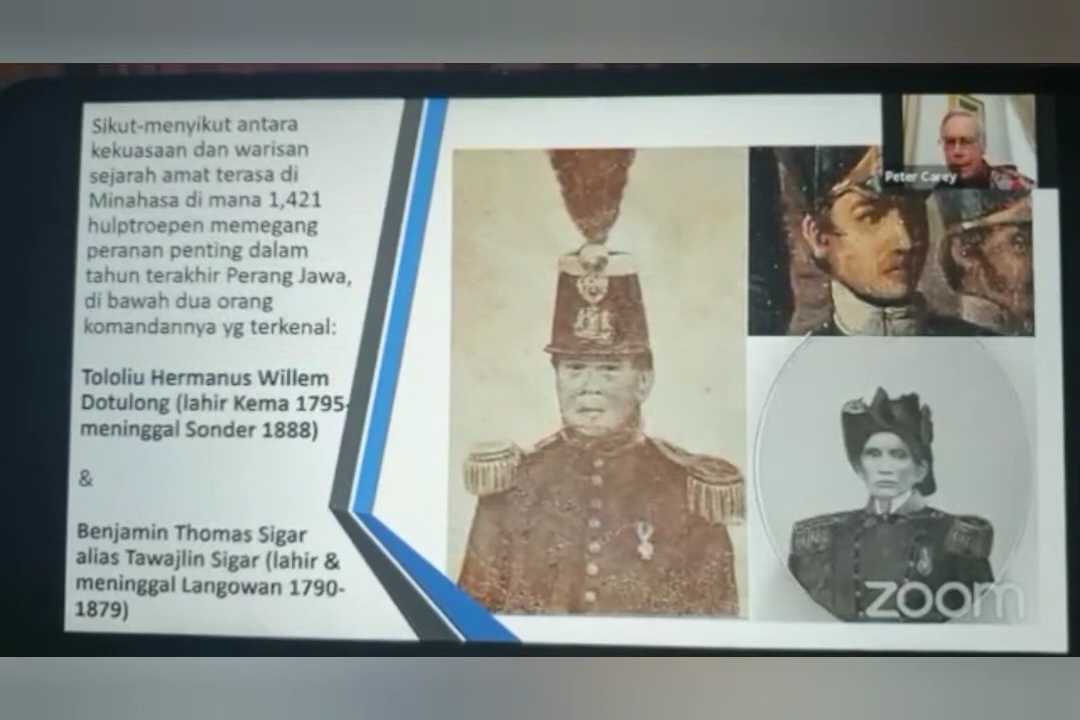 Sikut-menyikut antara
kekuasaan dan warisan
sejarah amat terasa di
Minahasa di mana 1,421
hulptroepen memegang
peranan penting dalam
tahun terakhir Perang Jawa,
di bawah dua orang
komandannya yg terkenal:
Tololiu Hermanus Willem
Dotulong (lahir Kema 1795-
meninggal Sonder 1888)
&
Benjamin Thomas Sigar
alias Tawajlin Sigar (lahir &
meninggal Langowan 1790-
1879)
Peter Carey
zoom